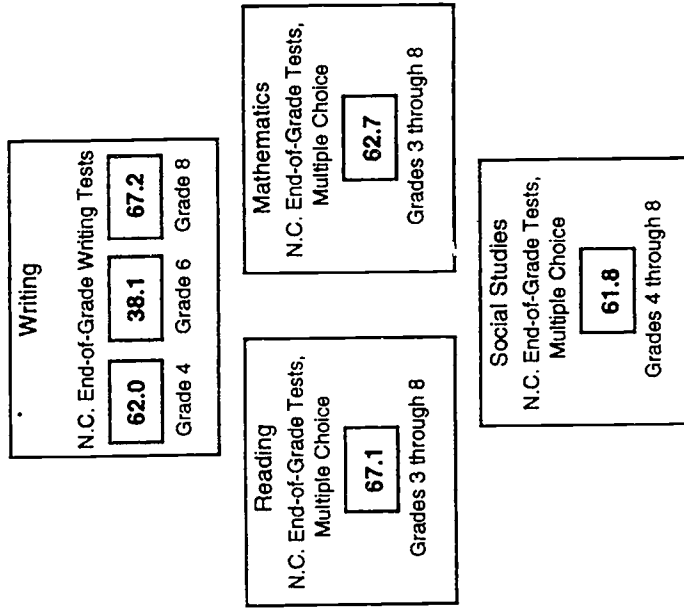 Writing
N.C. End-of-Grade Writing Tests
62.0 38.1 67.2
Grade 4 Grade 6 Grade 8
Reading
N.C. End-of-Grade Tests,
Multiple Choice
67.1
Grades 3 through 8
Mathematics
N.C. End-of-Grade Tests,
Multiple Choice
62.7
Grades 3 through 8
Social Studies
N.C. End-of-Grade Tests,
Multiple Choice
61.8
Grades 4 through 8